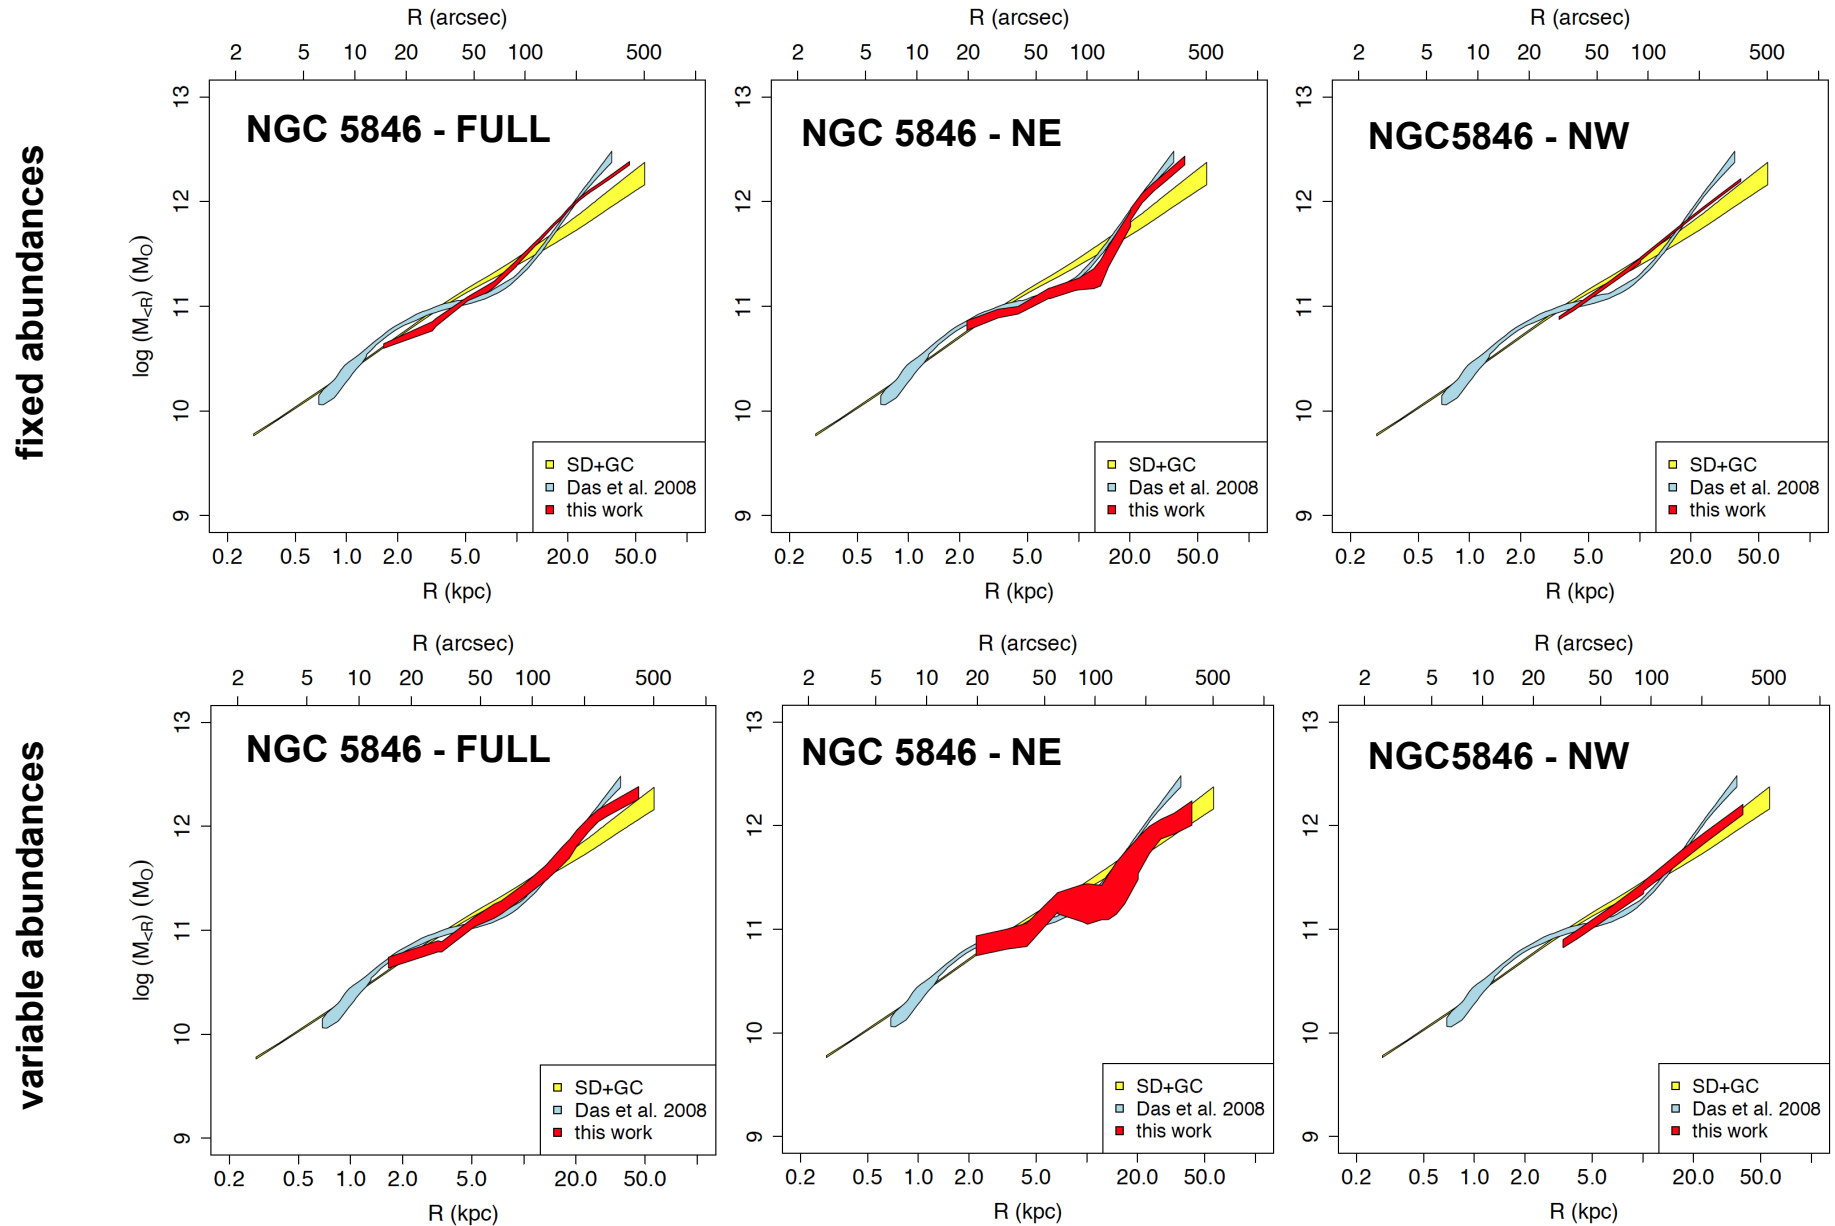 R (arcsec) R (arcsec) R (arcsec)
2 5 10 20 50 100 500 2 5 10 20 50 100 500 2 5 10 20 50 100 500
fixed abundances
log (M<R) (MO)
13 12 11 10 9
NGC 5846 - FULL
SD+GC
Das et al. 2008
this work
0.2 0.5 1.0 2.0 5.0 20.0 50.0
R (kpc)
13 12 11 10 9
NGC 5846 - NE
SD+GC
Das et al. 2008
this work
0.2 0.5 1.0 2.0 5.0 20.0 50.0
R (kpc)
13 12 11 10 9
NGC5846 - NW
SD+GC
Das et al. 2008
this work
0.2 0.5 1.0 2.0 5.0 20.0 50.0
R (kpc)
R (arcsec) R (arcsec) R (arcsec)
2 5 10 20 50 100 500 2 5 10 20 50 100 500 2 5 10 20 50 100 500
variable abundances
log (M<R) (MO)
13 12 11 10 9
NGC 5846 - FULL
SD+GC
Das et al. 2008
this work
0.2 0.5 1.0 2.0 5.0 20.0 50.0
R (kpc)
13 12 11 10 9
NGC 5846 - NE
SD+GC
Das et al. 2008
this work
0.2 0.5 1.0 2.0 5.0 20.0 50.0
R (kpc)
13 12 11 10 9
NGC5846 - NW
SD+GC
Das et al. 2008
this work
0.2 0.5 1.0 2.0 5.0 20.0 50.0
R (kpc)